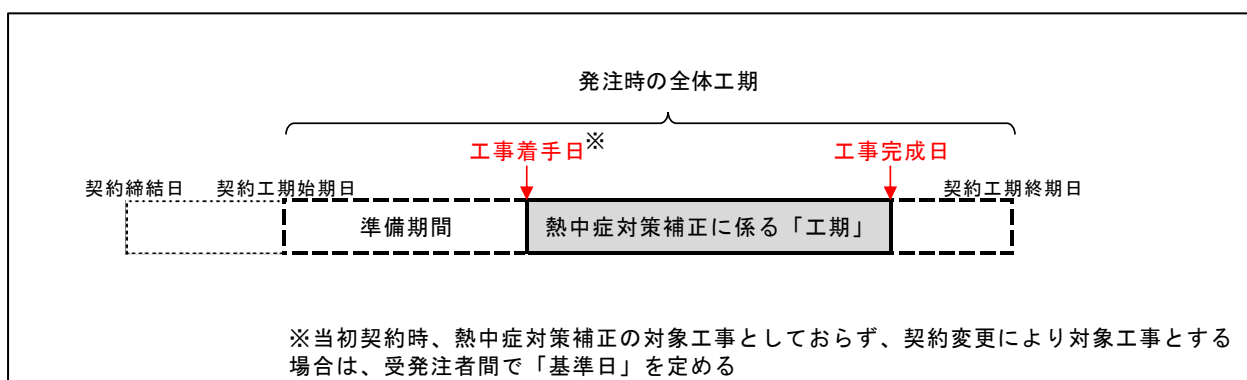 発注時の全体工期
工事着手日※
工事完成日
契約締結日
契約工期始期日
契約工期終期日
準備期間
熱中症対策補正に係る「工期」
※当初契約時、熱中症対策補正の対象工事としておらず、契約変更により対象工事とする
場合は、受発注者間で「基準日」を定める